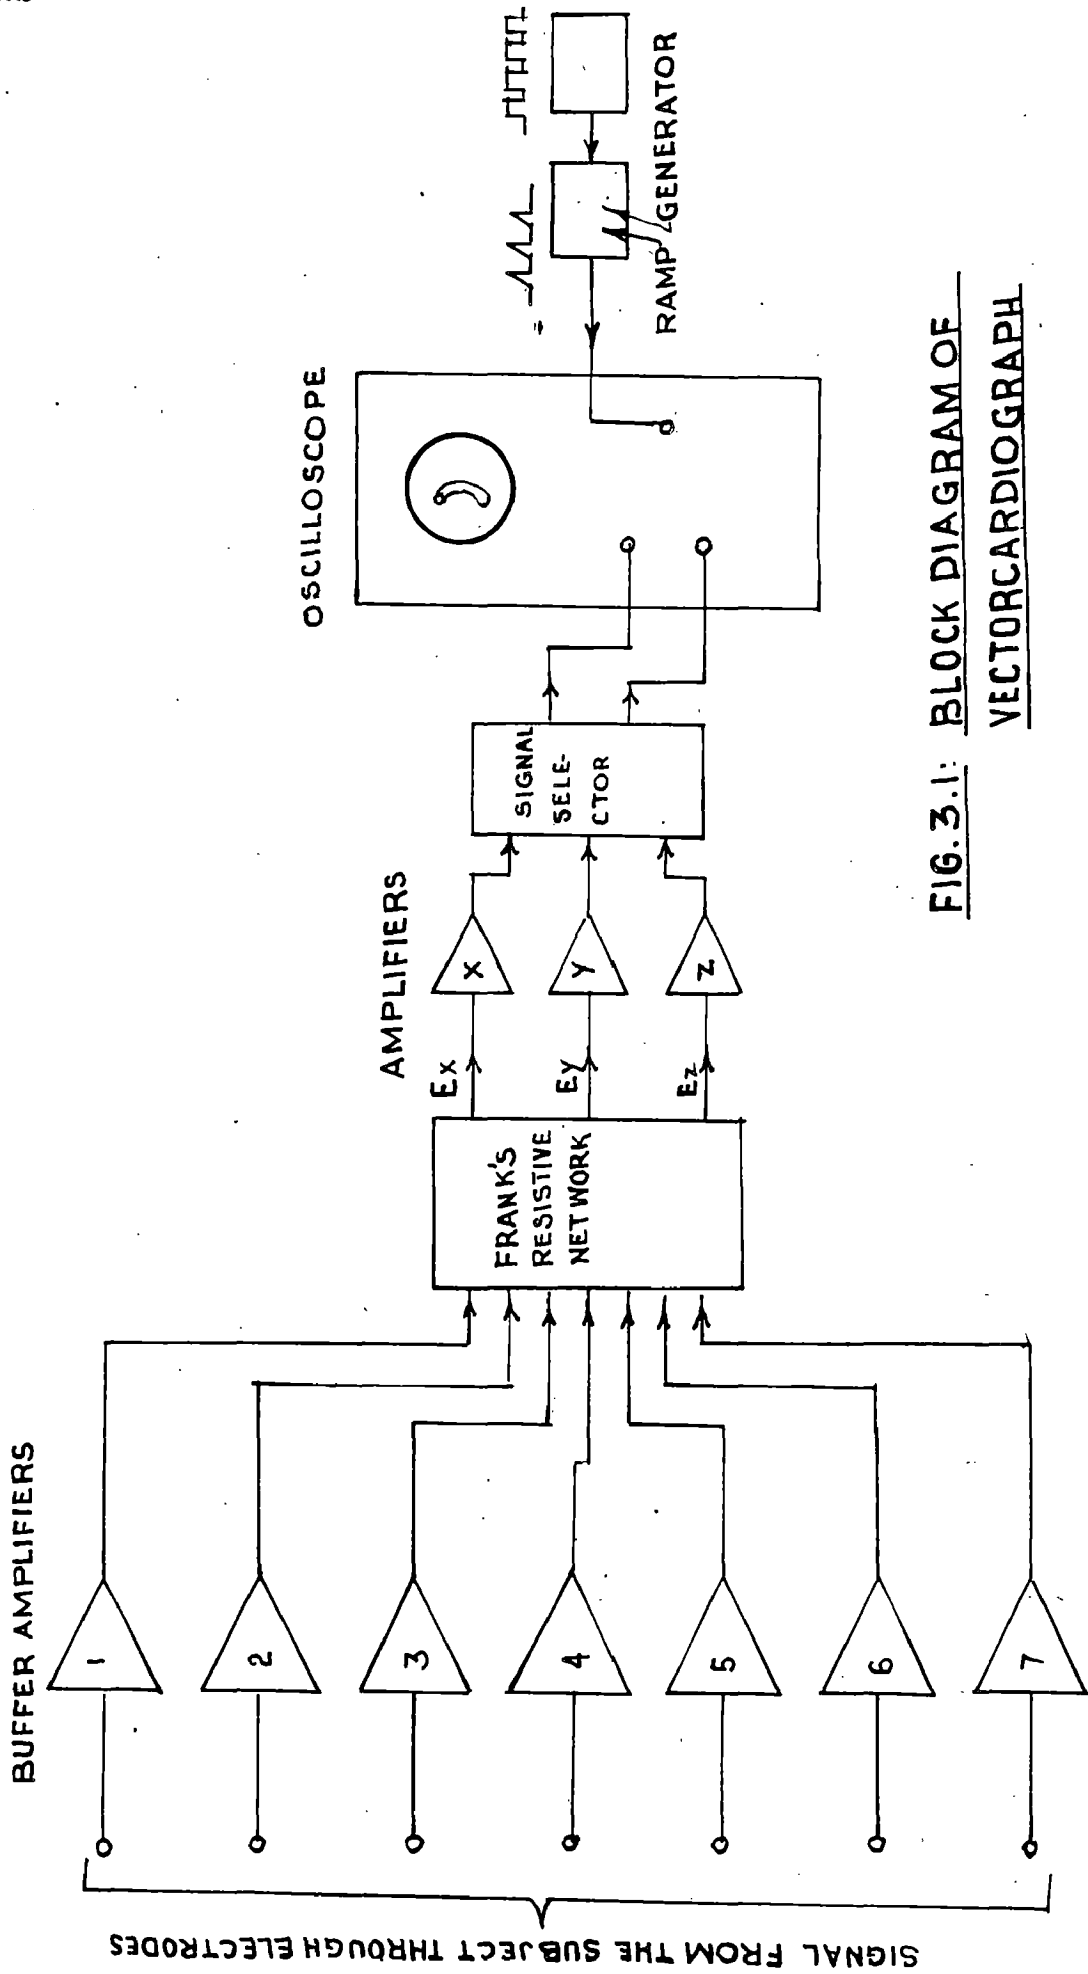 SIGNAL FROM THE SUBJECT THROUGH ELECTRODES
BUFFER AMPLIFIERS
1
2
3
4
5
6
7
FRANK'S
RESISTIVE
NETWORK
Ex
Ey
Ez
AMPLIFIERS
X
Y
Z
SIGNAL
SELE-
CTOR
OSCILLOSCOPE
RAMP GENERATOR
FIG. 3.1: BLOCK DIAGRAM OF
VECTORCARDIOGRAPH